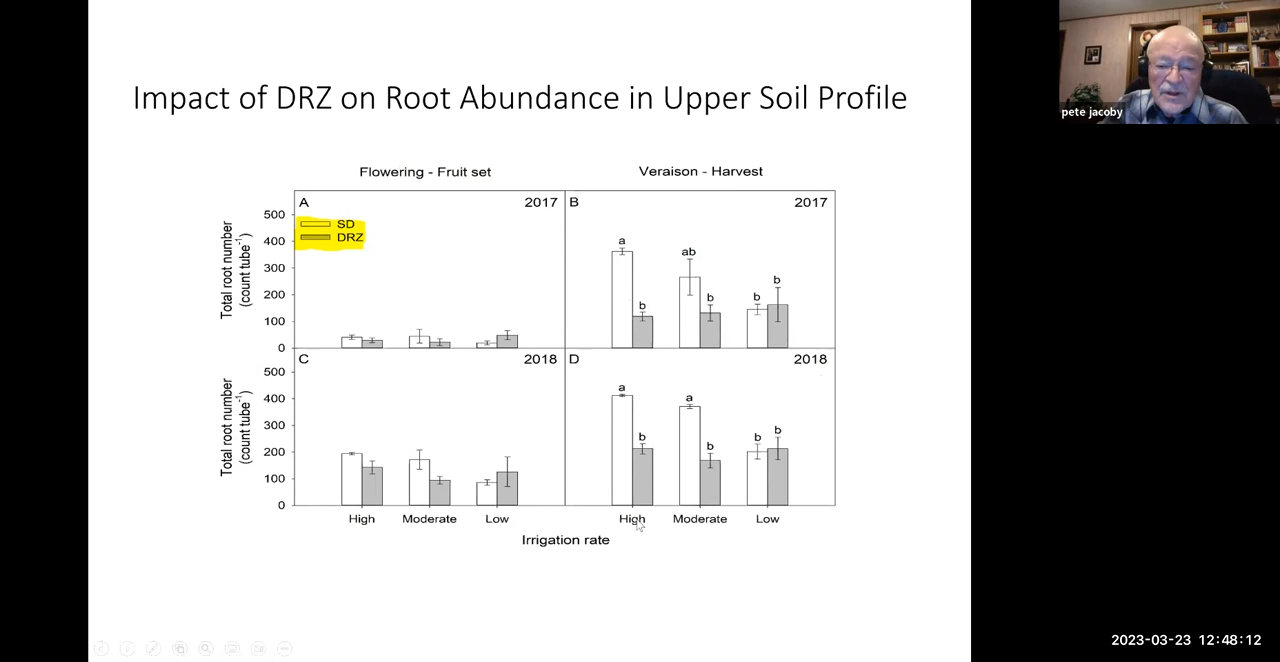 Impact of DRZ on Root Abundance in Upper Soil Profile
pete jacoby
Flowering - Fruit set
Veraison - Harvest
A
2017
B
2017
SD
DRZ
500
400
300
200
100
0
Total root number
(count tube-1)
a
b
ab
b
b
b
C
2018
D
2018
500
400
300
200
100
0
Total root number
(count tube-1)
a
b
a
b
b
b
High
Moderate
Low
High
Moderate
Low
Irrigation rate
2023-03-23 12:48:12